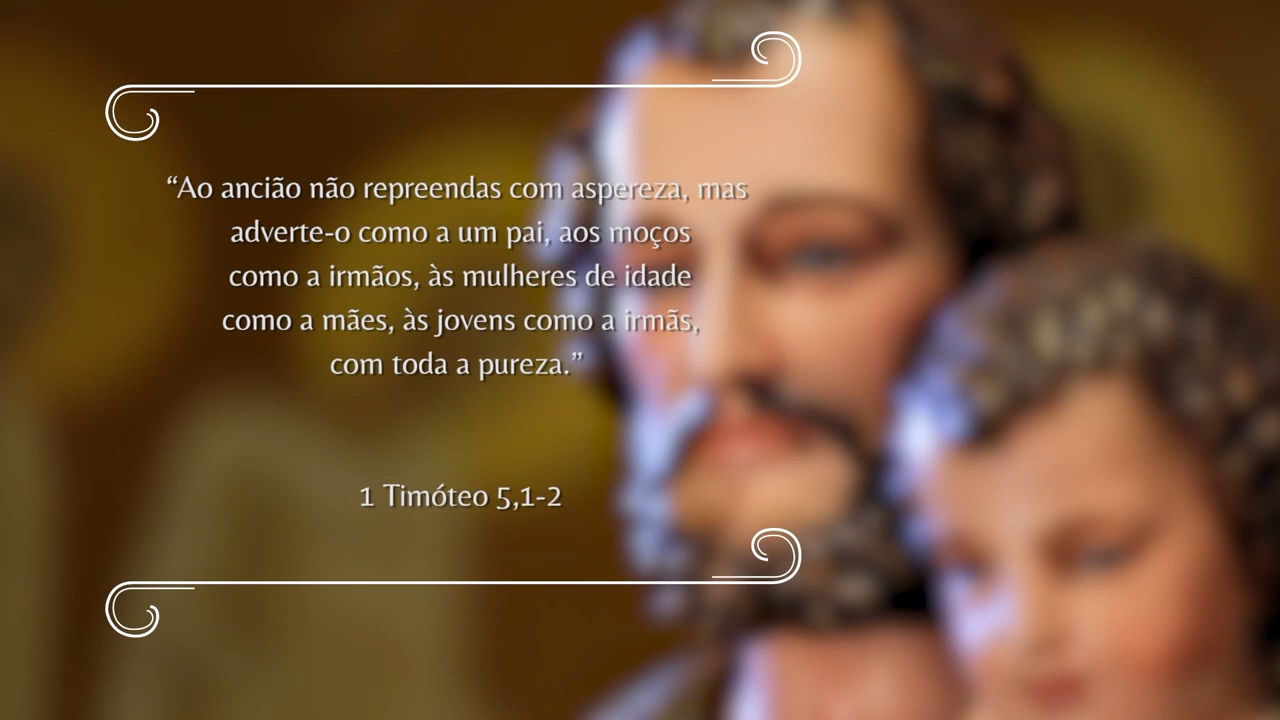 “Ao ancião não repreendas com aspereza, mas
adverte-o como a um pai, aos moços
como a irmãos, às mulheres de idade
como a mães, às jovens como a irmãs,
com toda a pureza.”
1 Timóteo 5,1-2